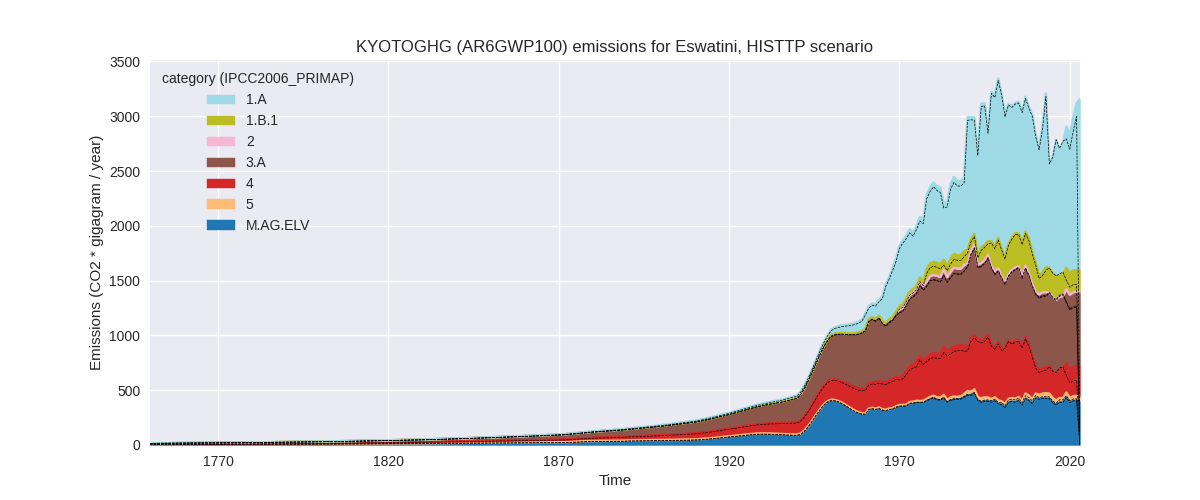 KYOTOGHG (AR6GWP100) emissions for Eswatini, HISTTP scenario
3500
3000
2500
2000
1500
1000
500
0
Emissions (CO2 * gigagram / year)
category (IPCC2006_PRIMAP)
1.A
1.B.1
2
3.A
4
5
M.AG.ELV
1770 1820 1870 1920 1970 2020
Time